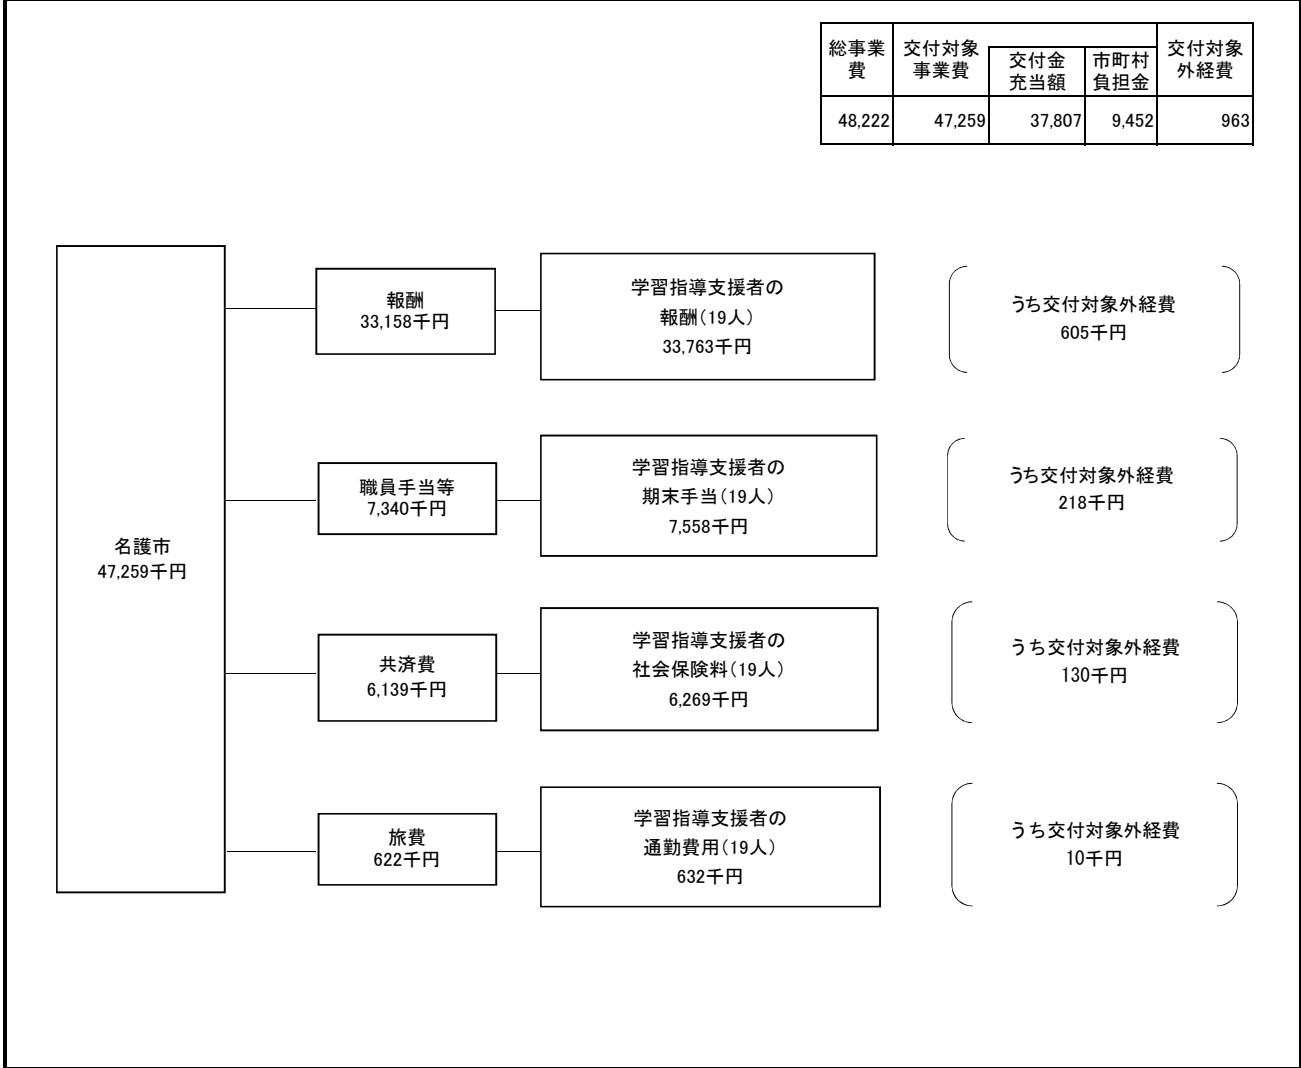 総事業
費
交付対象
事業費
交付金
充当額
市町村
負担金
交付対象
外経費
48,222
47,259
37,807
9,452
963
名護市
47,259千円
報酬
33,158千円
学習指導支援者の
報酬(19人)
33,763千円
うち交付対象外経費
605千円
職員手当等
7,340千円
学習指導支援者の
期末手当(19人)
7,558千円
うち交付対象外経費
218千円
共済費
6,139千円
学習指導支援者の
社会保険料(19人)
6,269千円
うち交付対象外経費
130千円
旅費
622千円
学習指導支援者の
通勤費用(19人)
632千円
うち交付対象外経費
10千円